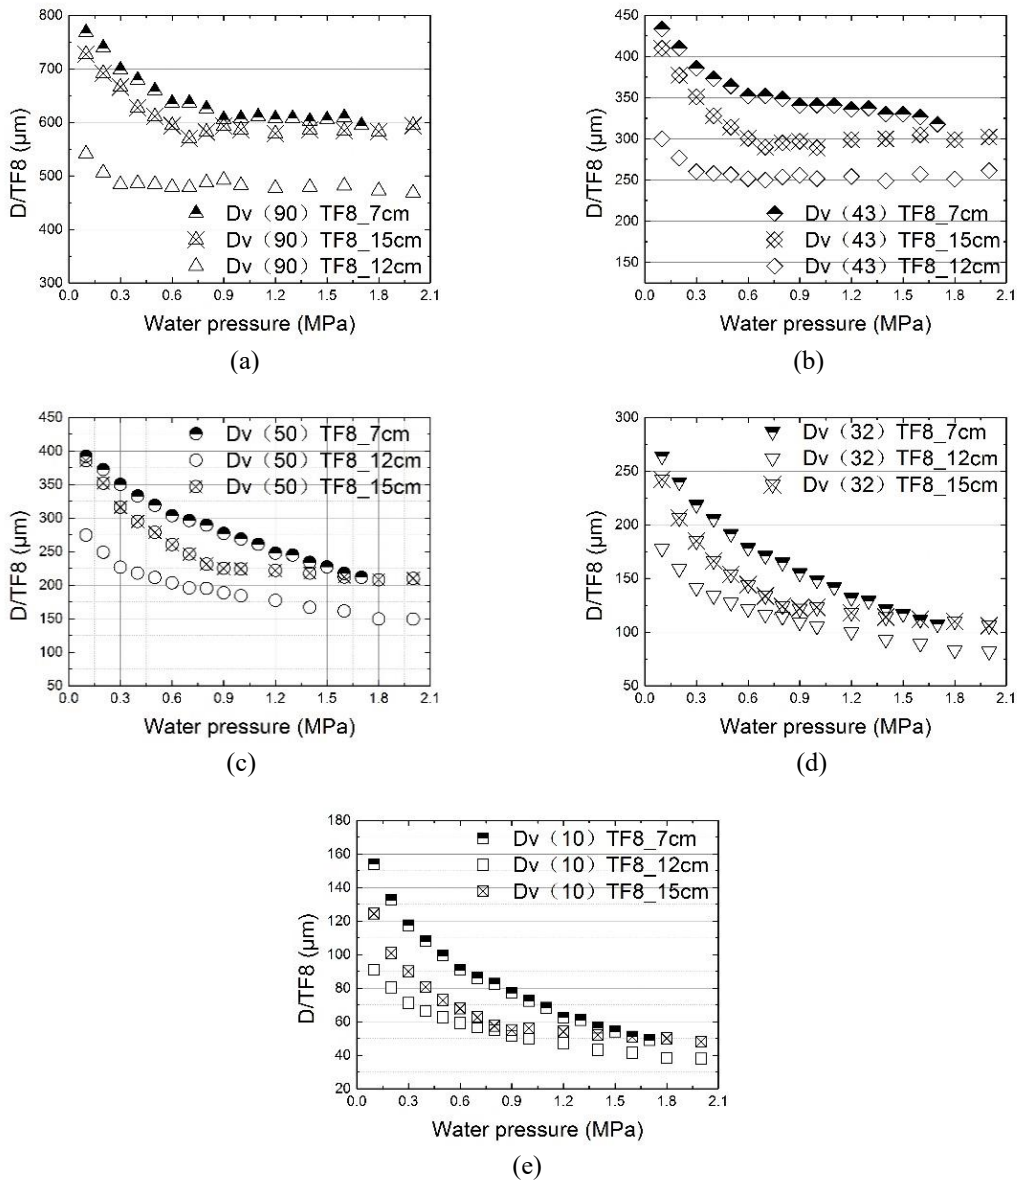 800
700
600
500
400
300
D/TF8 (μm)
Dv（90）TF8_7cm
Dv（90）TF8_15cm
Dv（90）TF8_12cm
0.0 0.3 0.6 0.9 1.2 1.5 1.8 2.1
Water pressure (MPa)
(a)
450
400
350
300
250
200
150
D/TF8 (μm)
Dv（43）TF8_7cm
Dv（43）TF8_15cm
Dv（43）TF8_12cm
0.0 0.3 0.6 0.9 1.2 1.5 1.8 2.1
Water pressure (MPa)
(b)
450
400
350
300
250
200
150
100
50
D/TF8 (μm)
Dv（50）TF8_7cm
Dv（50）TF8_12cm
Dv（50）TF8_15cm
0.0 0.3 0.6 0.9 1.2 1.5 1.8 2.1
Water pressure (MPa)
(c)
300
250
200
150
100
50
D/TF8 (μm)
Dv（32）TF8_7cm
Dv（32）TF8_12cm
Dv（32）TF8_15cm
0.0 0.3 0.6 0.9 1.2 1.5 1.8 2.1
Water pressure (MPa)
(d)
180
160
140
120
100
80
60
40
20
D/TF8 (μm)
Dv（10）TF8_7cm
Dv（10）TF8_12cm
Dv（10）TF8_15cm
0.0 0.3 0.6 0.9 1.2 1.5 1.8 2.1
Water pressure (MPa)
(e)